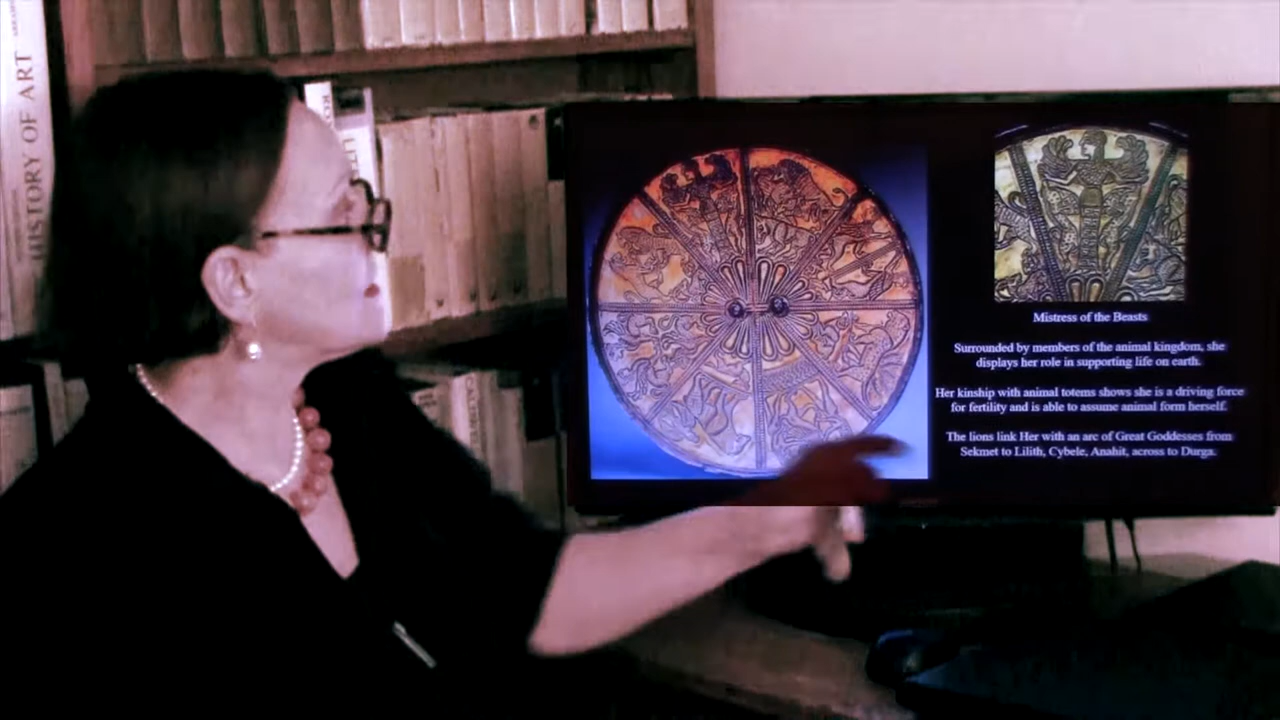 HISTORY OF ART
Mistress of the Beasts
Surrounded by members of the animal kingdom, she
displays her role in supporting life on earth.
Her kinship with animal totems shows she is a driving force
for fertility and is able to assume animal form herself.
The lions link Her with an arc of Great Goddesses from
Sekmet to Lilith, Cybele, Anahit, across to Durga.